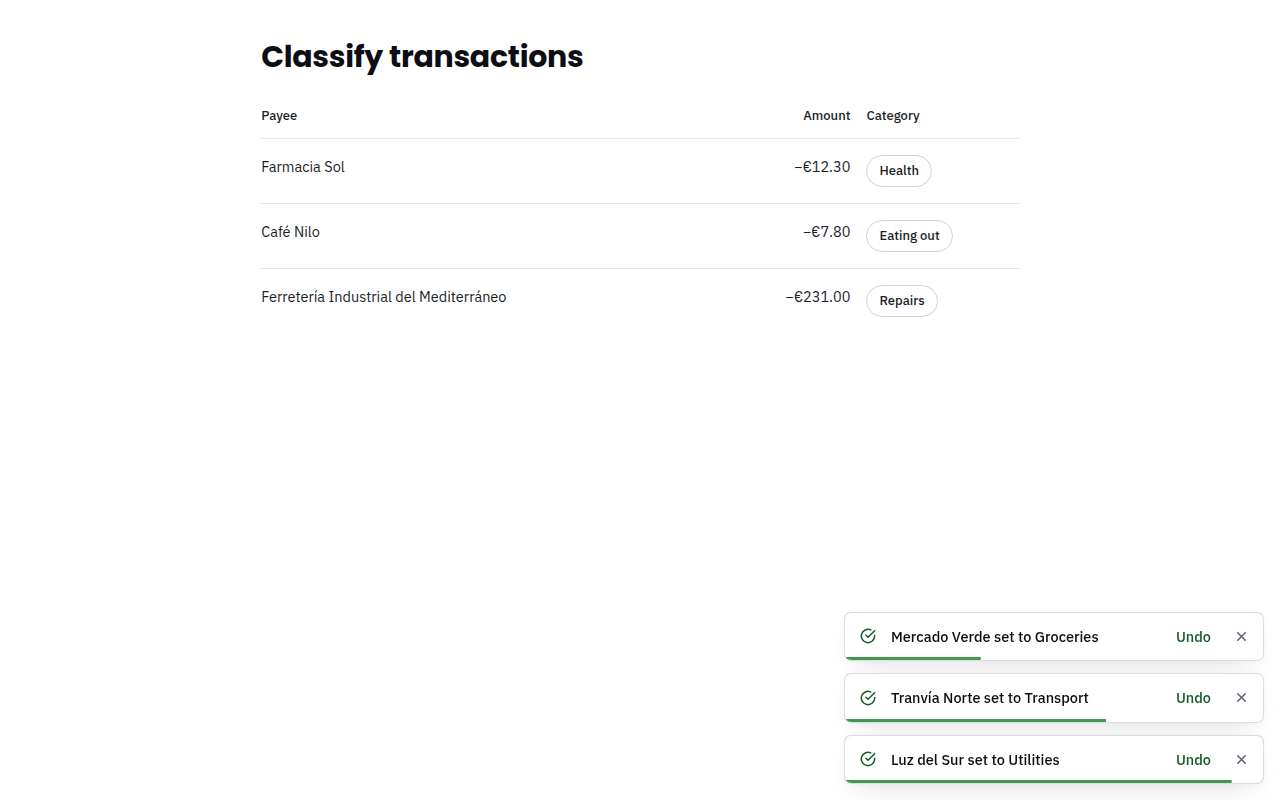 Classify transactions
Payee Amount Category
Farmacia Sol −€12.30 Health
Café Nilo −€7.80 Eating out
Ferretería Industrial del Mediterráneo −€231.00 Repairs
Mercado Verde set to Groceries Undo
Tranvía Norte set to Transport Undo
Luz del Sur set to Utilities Undo